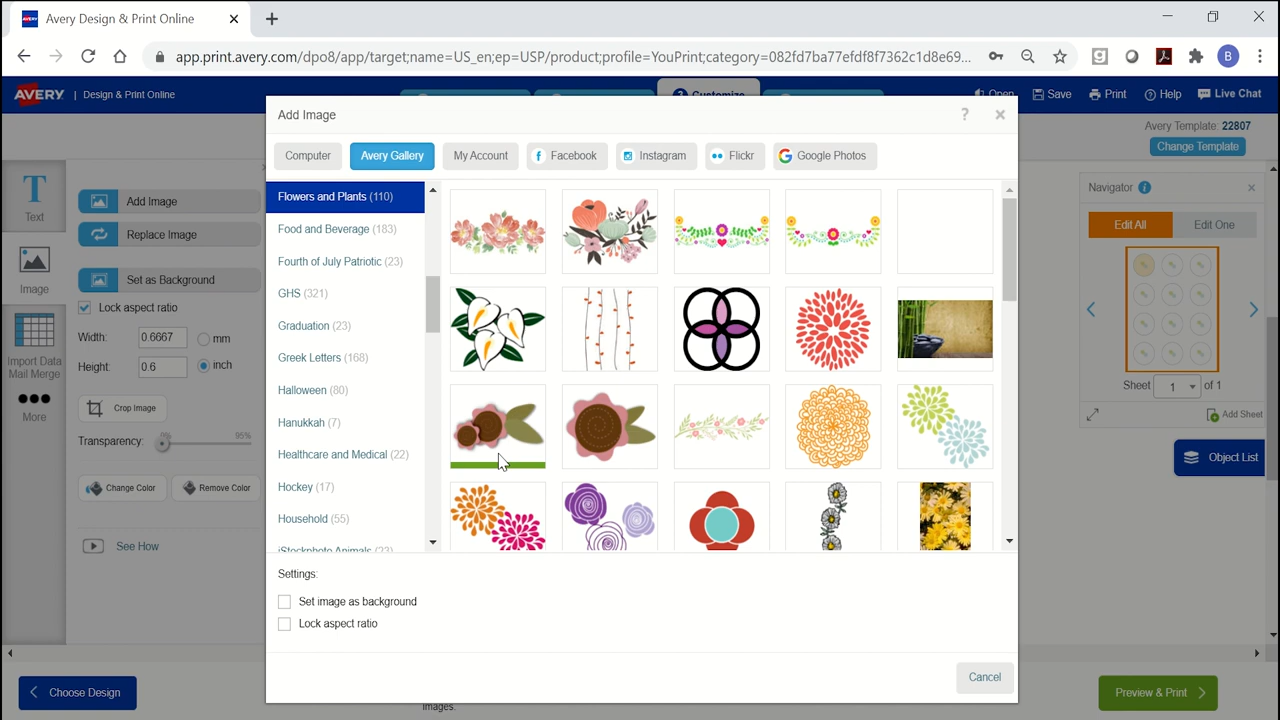 Avery Design & Print Online
app.print.avery.com/dpo8/app/target;name=US_en;ep=USP/product;profile=YouPrint;category=082fd7ba77efdf8f7362c1d8e69...
B
AVERY | Design & Print Online
3 Customize
Open
Save
Print
Help
Live Chat
Avery Template: 22807
Change Template
Text
Image
Import Data
Mail Merge
More
Add Image
Replace Image
Set as Background
Lock aspect ratio
Width: 0.6667 mm
Height: 0.6 inch
Crop Image
Transparency: 0% 95%
Change Color
Remove Color
See How
Add Image
?
Computer
Avery Gallery
My Account
Facebook
Instagram
Flickr
Google Photos
Flowers and Plants (110)
Food and Beverage (183)
Fourth of July Patriotic (23)
GHS (321)
Graduation (23)
Greek Letters (168)
Halloween (80)
Hanukkah (7)
Healthcare and Medical (22)
Hockey (17)
Household (55)
iStockphoto Animals (23)
Settings:
Set image as background
Lock aspect ratio
Cancel
Navigator
Edit All
Edit One
Sheet 1 of 1
Add Sheet
Object List
Choose Design
images.
Preview & Print